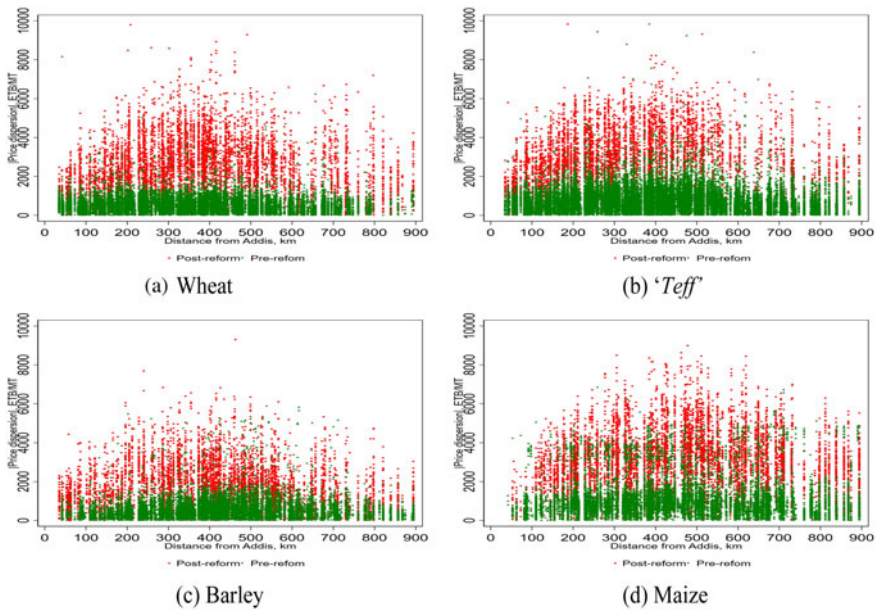 |Price dispersion|, ETB/MT
10000
8000
6000
4000
2000
0
0 100 200 300 400 500 600 700 800 900
Distance from Addis, km
Post-reform Pre-refom
(a) Wheat
|Price dispersion|, ETB/MT
10000
8000
6000
4000
2000
0
0 100 200 300 400 500 600 700 800 900
Distance from Addis, km
Post-reform Pre-refom
(b) ‘Teff’
|Price dispersion|, ETB/MT
10000
8000
6000
4000
2000
0
0 100 200 300 400 500 600 700 800 900
Distance from Addis, km
Post-reform Pre-refom
(c) Barley
|Price dispersion|, ETB/MT
10000
8000
6000
4000
2000
0
0 100 200 300 400 500 600 700 800 900
Distance from Addis, km
Post-reform Pre-refom
(d) Maize